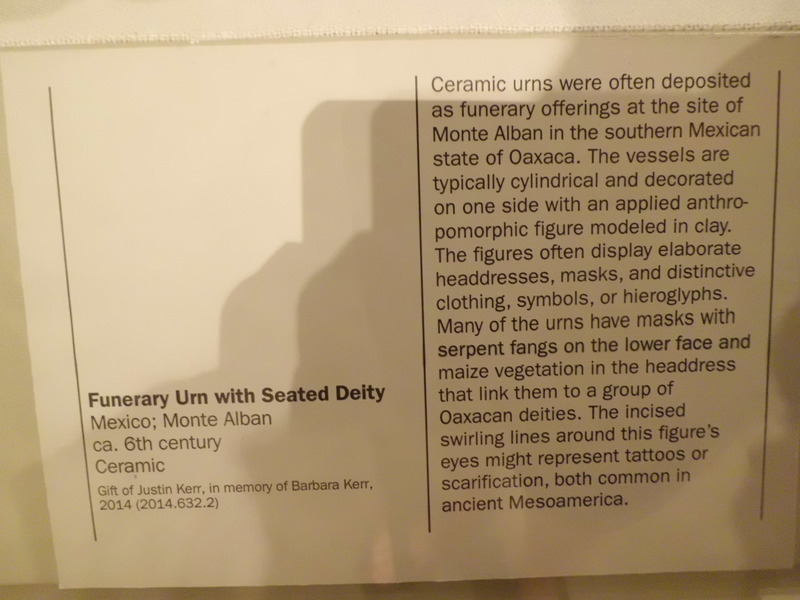 Funerary Urn with Seated Deity
Mexico; Monte Alban
ca. 6th century
Ceramic
Gift of Justin Kerr, in memory of Barbara Kerr,
2014 (2014.632.2)
Ceramic urns were often deposited
as funerary offerings at the site of
Monte Alban in the southern Mexican
state of Oaxaca. The vessels are
typically cylindrical and decorated
on one side with an applied anthro-
pomorphic figure modeled in clay.
The figures often display elaborate
headdresses, masks, and distinctive
clothing, symbols, or hieroglyphs.
Many of the urns have masks with
serpent fangs on the lower face and
maize vegetation in the headdress
that link them to a group of
Oaxacan deities. The incised
swirling lines around this figure's
eyes might represent tattoos or
scarification, both common in
ancient Mesoamerica.